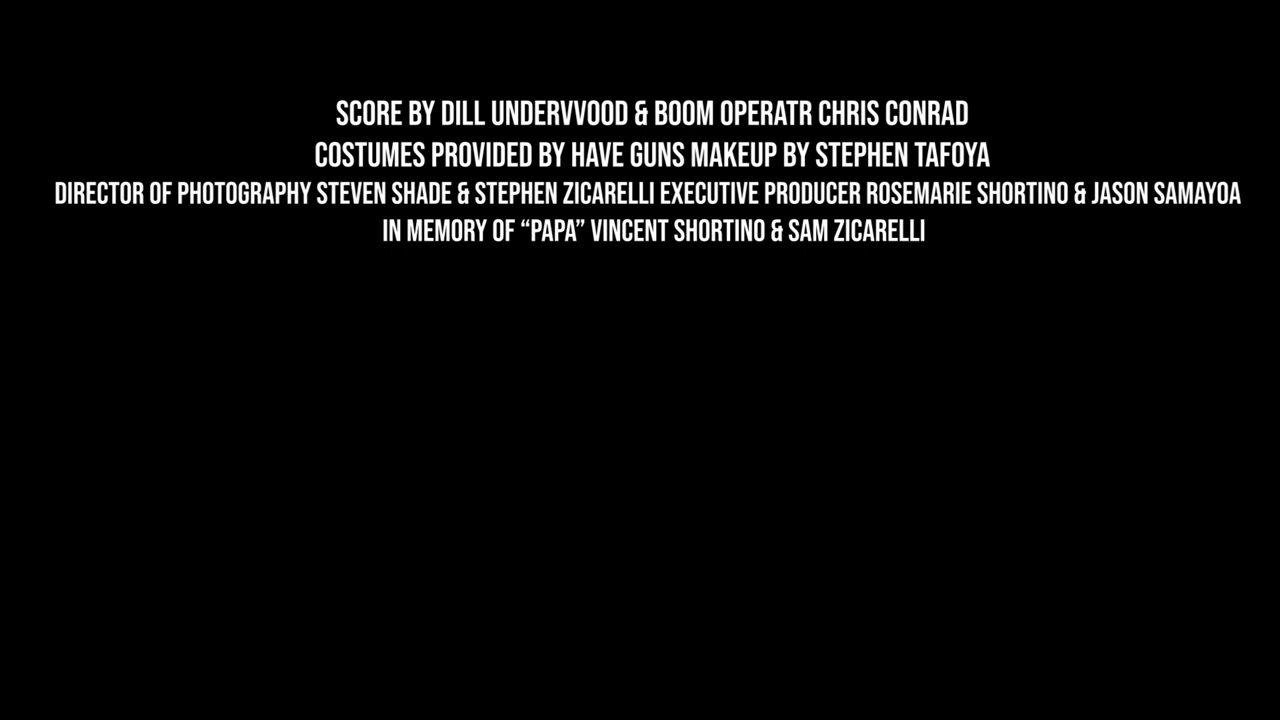 SCORE BY DILL UNDERVVOOD & BOOM OPERATR CHRIS CONRAD
COSTUMES PROVIDED BY HAVE GUNS MAKEUP BY STEPHEN TAFOYA
DIRECTOR OF PHOTOGRAPHY STEVEN SHADE & STEPHEN ZICARELLI EXECUTIVE PRODUCER ROSEMARIE SHORTINO & JASON SAMAYOA
IN MEMORY OF “PAPA” VINCENT SHORTINO & SAM ZICARELLI